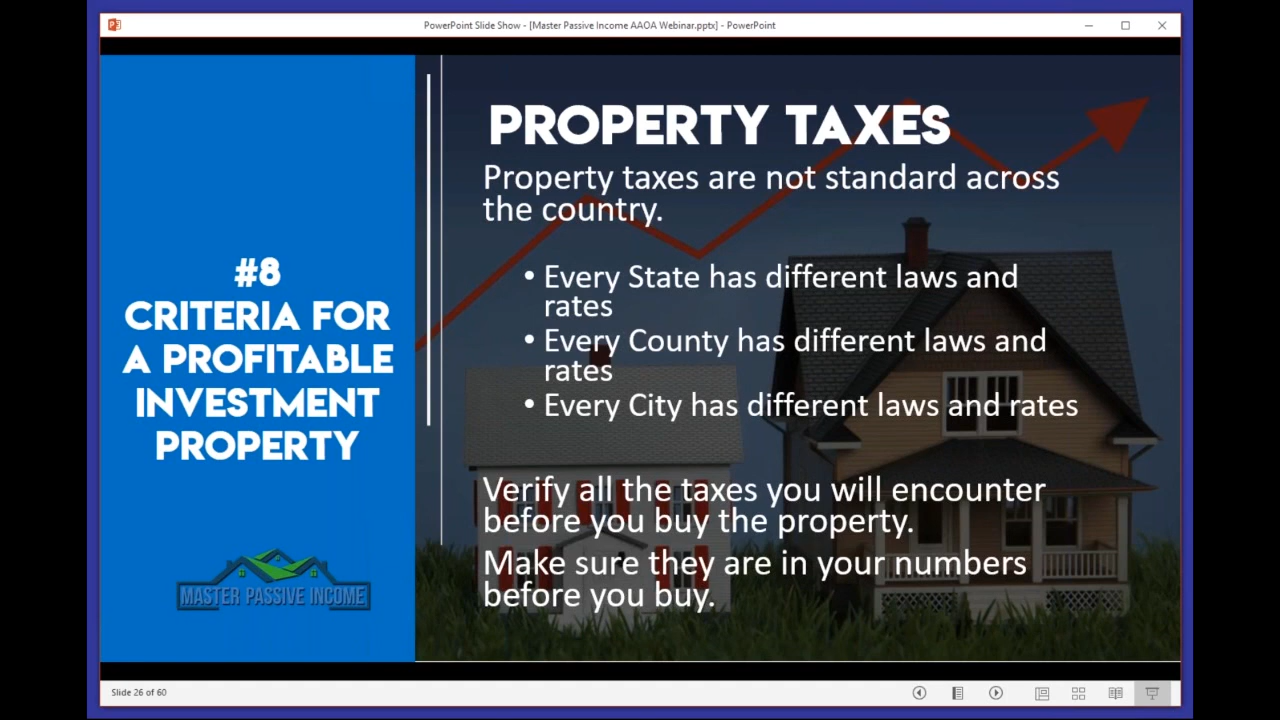 PowerPoint Slide Show - [Master Passive Income AAOA Webinar.pptx] - PowerPoint
#8
CRITERIA FOR
A PROFITABLE
INVESTMENT
PROPERTY
MASTER PASSIVE INCOME
PROPERTY TAXES
Property taxes are not standard across
the country.
• Every State has different laws and
rates
• Every County has different laws and
rates
• Every City has different laws and rates
Verify all the taxes you will encounter
before you buy the property.
Make sure they are in your numbers
before you buy.
Slide 26 of 60